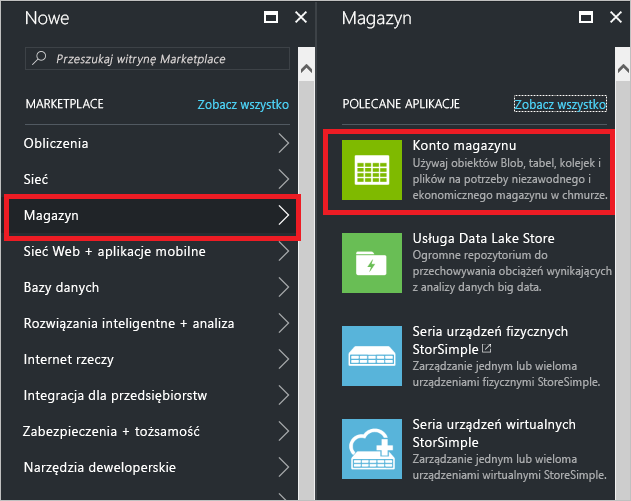 Nowe
Przeszukaj witrynę Marketplace
MARKETPLACE Zobacz wszystko
Obliczenia
Sieć
Magazyn
Sieć Web + aplikacje mobilne
Bazy danych
Rozwiązania inteligentne + analiza
Internet rzeczy
Integracja dla przedsiębiorstw
Zabezpieczenia + tożsamość
Narzędzia deweloperskie
Magazyn
POLECANE APLIKACJE Zobacz wszystko
Konto magazynu
Używaj obiektów Blob, tabel, kolejek i
plików na potrzeby niezawodnego i
ekonomicznego magazynu w chmurze.
Usługa Data Lake Store
Ogromne repozytorium do
przechowywania obciążeń wynikających
z analizy danych big data.
Seria urządzeń fizycznych
StorSimple
Zarządzanie jednym lub wieloma
urządzeniami fizycznymi StoreSimple.
Seria urządzeń wirtualnych
StorSimple
Zarządzanie jednym lub wieloma
urządzeniami wirtualnymi StoreSimple.